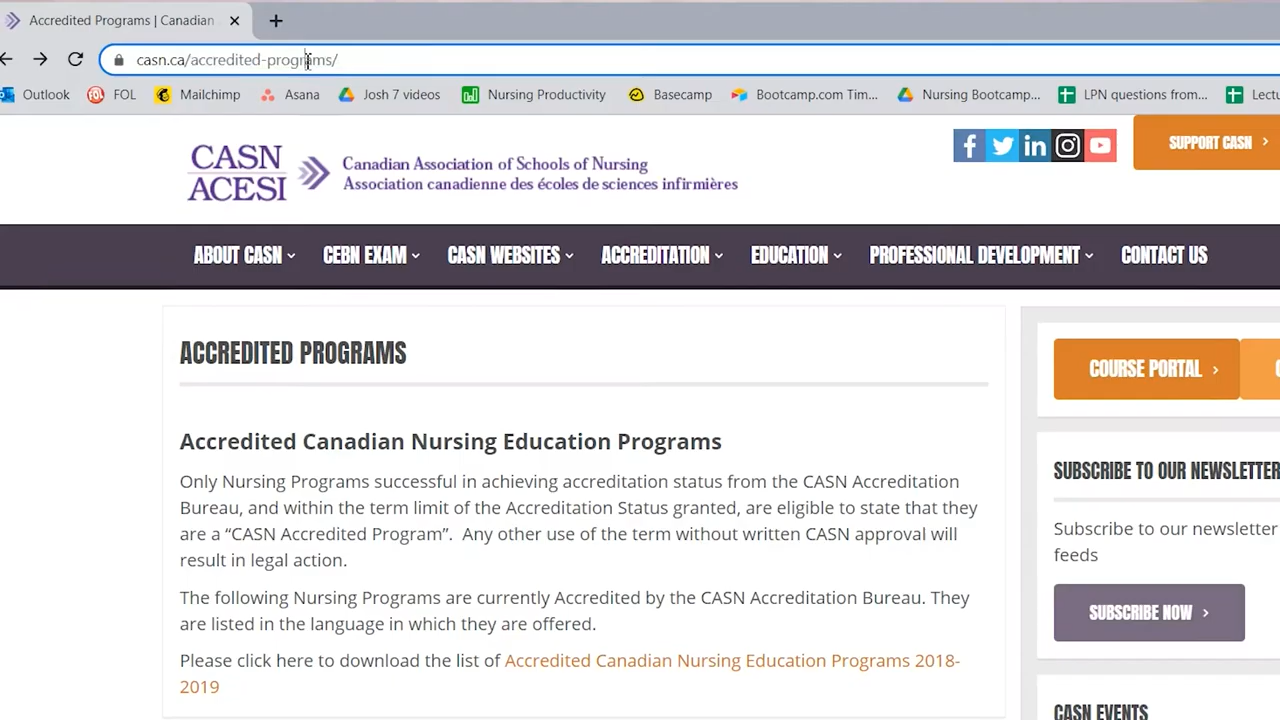 Accredited Programs | Canadian
casn.ca/accredited-programs/
Outlook FOL Mailchimp Asana Josh 7 videos Nursing Productivity Basecamp Bootcamp.com Tim... Nursing Bootcamp... LPN questions from... Lectu
CASN
ACESI
Canadian Association of Schools of Nursing
Association canadienne des écoles de sciences infirmières
SUPPORT CASN
ABOUT CASN CEBN EXAM CASN WEBSITES ACCREDITATION EDUCATION PROFESSIONAL DEVELOPMENT CONTACT US
ACCREDITED PROGRAMS
Accredited Canadian Nursing Education Programs
Only Nursing Programs successful in achieving accreditation status from the CASN Accreditation
Bureau, and within the term limit of the Accreditation Status granted, are eligible to state that they
are a “CASN Accredited Program”. Any other use of the term without written CASN approval will
result in legal action.
The following Nursing Programs are currently Accredited by the CASN Accreditation Bureau. They
are listed in the language in which they are offered.
Please click here to download the list of Accredited Canadian Nursing Education Programs 2018-
2019
COURSE PORTAL
SUBSCRIBE TO OUR NEWSLETTER
Subscribe to our newsletter
feeds
SUBSCRIBE NOW
CASN EVENTS